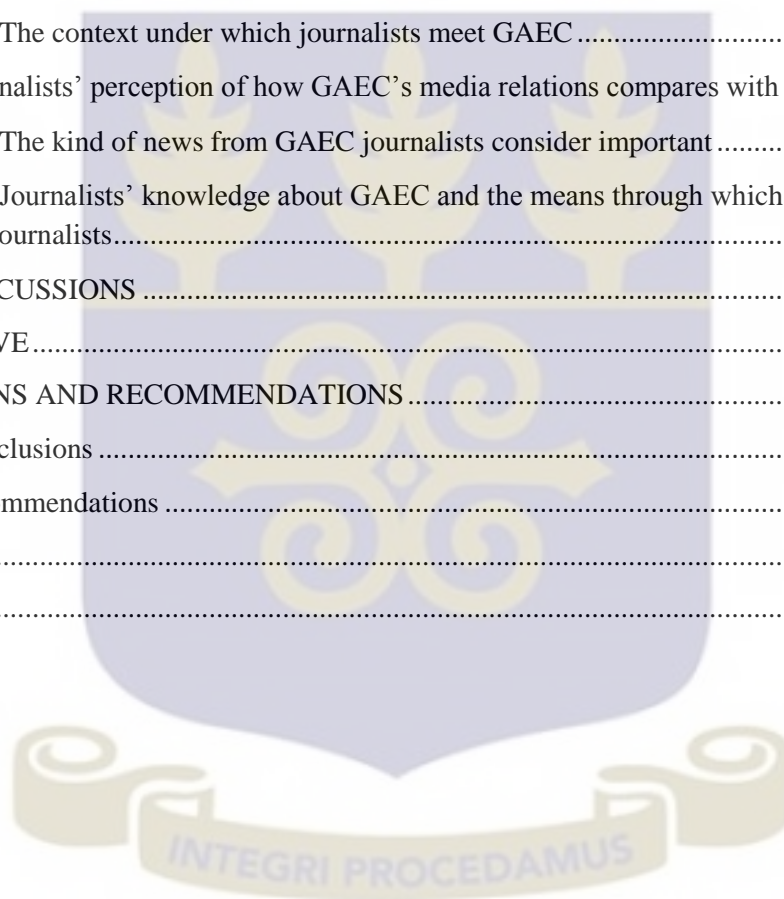 The context under which journalists meet GAEC ..............................
nalists’ perception of how GAEC’s media relations compares with
The kind of news from GAEC journalists consider important ..........
Journalists’ knowledge about GAEC and the means through which
ournalists..........................................................................................
CUSSIONS .......................................................................................
VE.....................................................................................................
NS AND RECOMMENDATIONS ..................................................
clusions ............................................................................................
ommendations ..................................................................................
..........................................................................................................
..........................................................................................................
INTEGRI PROCEDAMUS